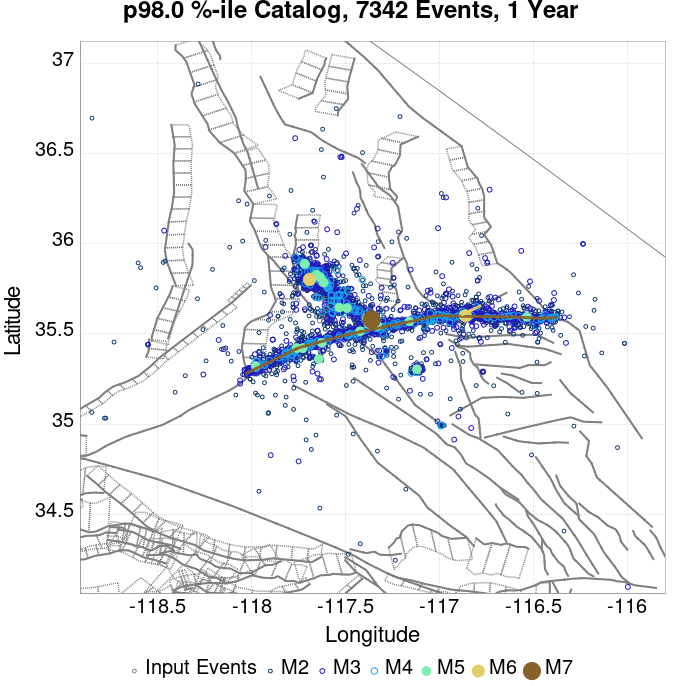 p98.0 %-ile Catalog, 7342 Events, 1 Year
37
36.5
36
35.5
35
34.5
Latitude
-118.5 -118 -117.5 -117 -116.5 -116
Longitude
Input Events M2 M3 M4 M5 M6 M7